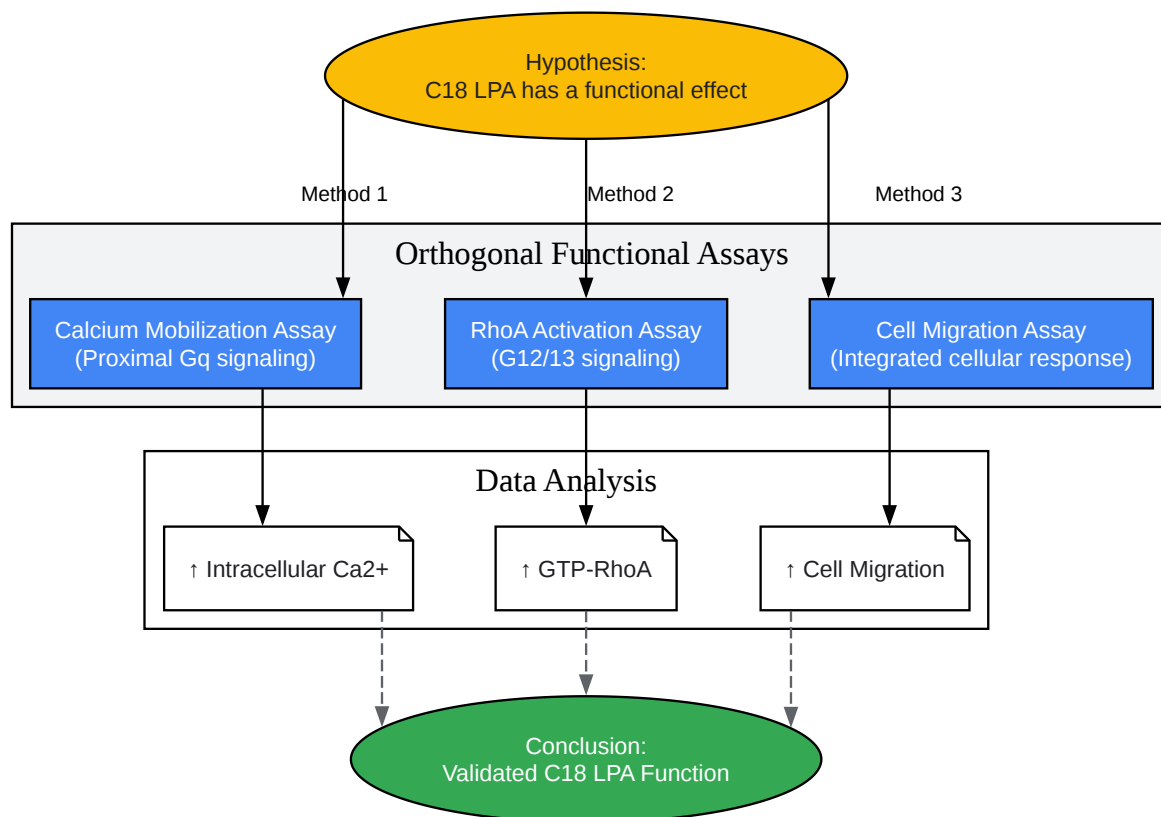 Hypothesis:
C18 LPA has a functional effect
Method 1
Method 2
Method 3
Orthogonal Functional Assays
Calcium Mobilization Assay
(Proximal Gq signaling)
RhoA Activation Assay
(G12/13 signaling)
Cell Migration Assay
(Integrated cellular response)
Data Analysis
↑ Intracellular Ca2+
↑ GTP-RhoA
↑ Cell Migration
Conclusion:
Validated C18 LPA Function